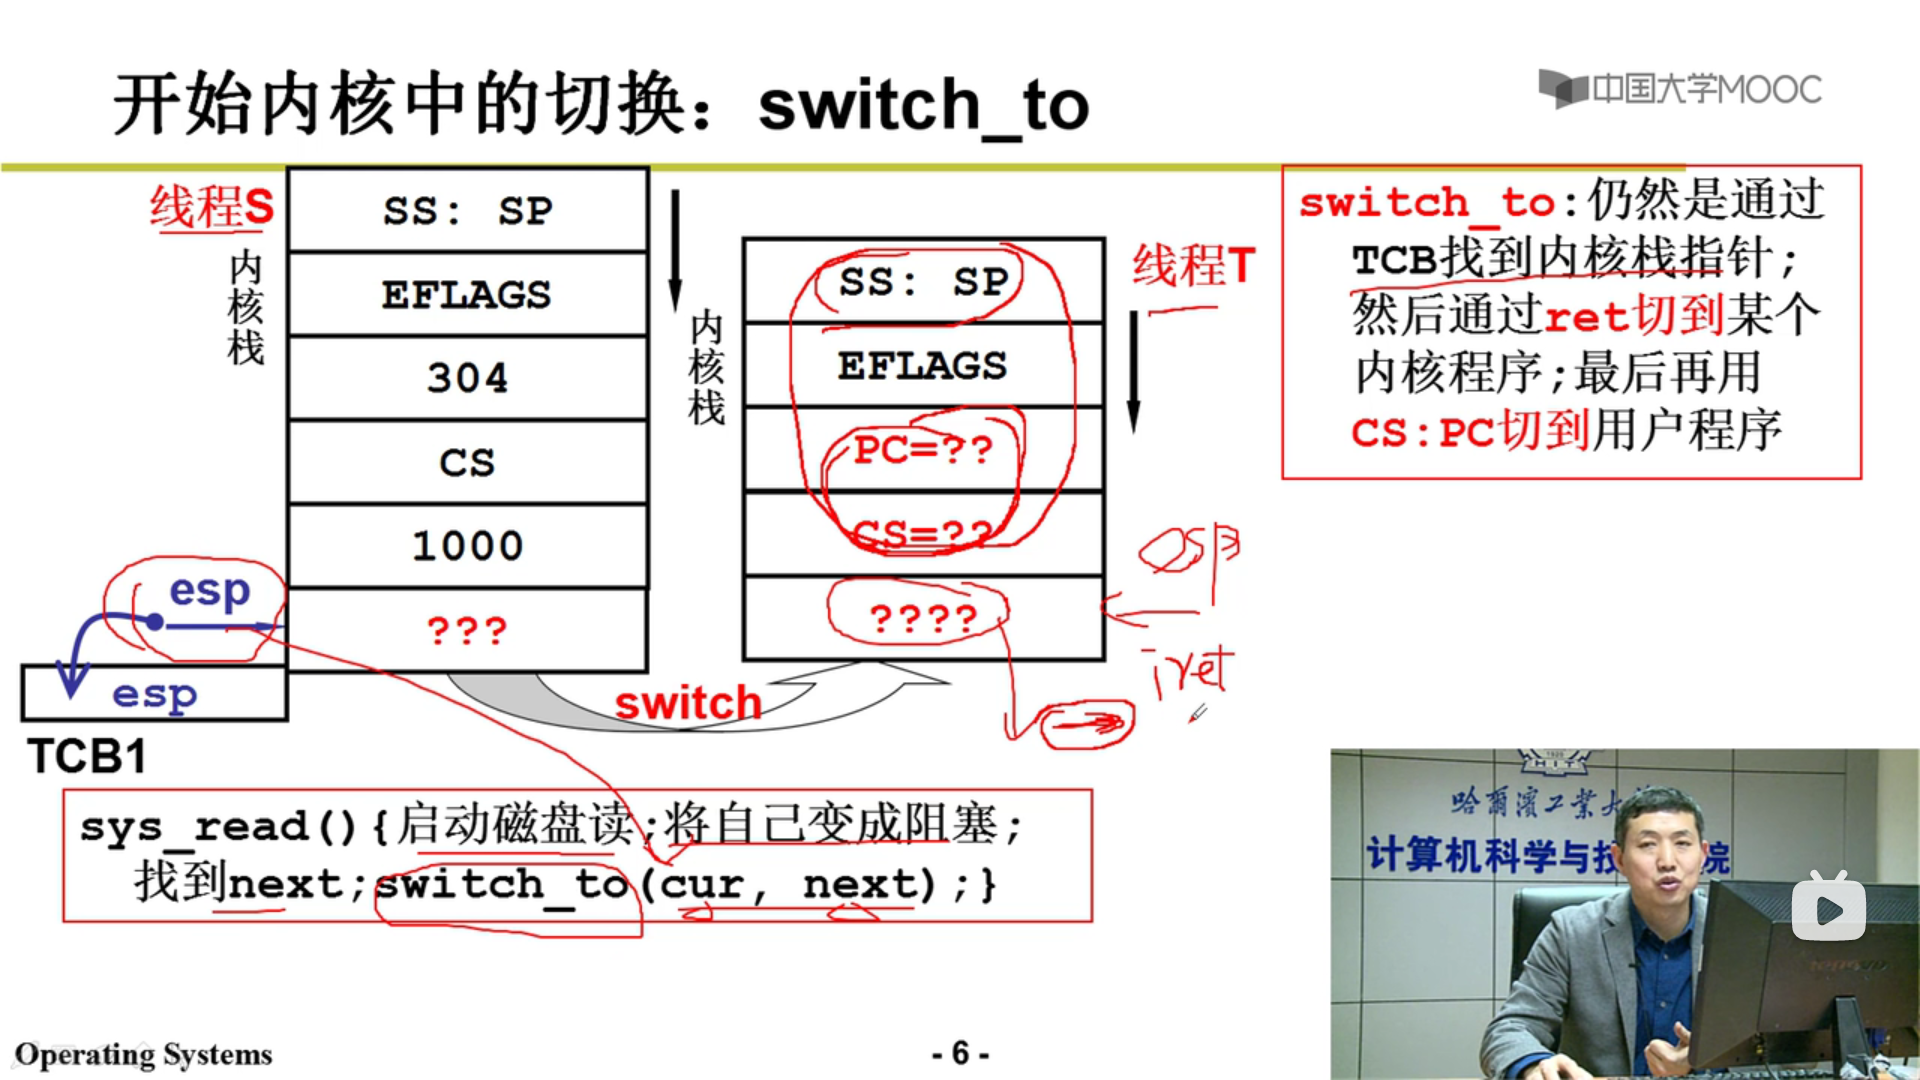 开始内核中的切换：switch_to
中国大学MOOC
线程S
内核栈
SS: SP
EFLAGS
304
CS
1000
???
esp
esp
TCB1
switch
内核栈
SS: SP
EFLAGS
PC=??
CS=??
????
线程T
esp
iret
switch_to:仍然是通过
TCB找到内核栈指针;
然后通过ret切到某个
内核程序;最后再用
CS:PC切到用户程序
sys_read(){启动磁盘读;将自己变成阻塞;
找到next;switch_to(cur, next);}
哈尔滨工业大
计算机科学与技
院
Operating Systems
- 6 -